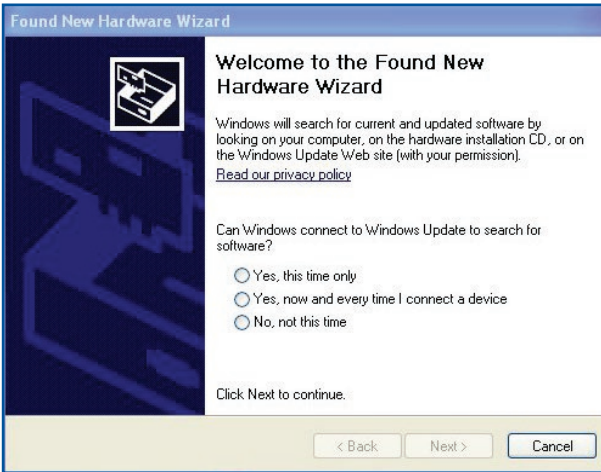 Found New Hardware Wizard
Welcome to the Found New
Hardware Wizard
Windows will search for current and updated software by
looking on your computer, on the hardware installation CD, or on
the Windows Update Web site (with your permission).
Read our privacy policy
Can Windows connect to Windows Update to search for
software?
Yes, this time only
Yes, now and every time I connect a device
No, not this time
Click Next to continue.
< Back Next > Cancel